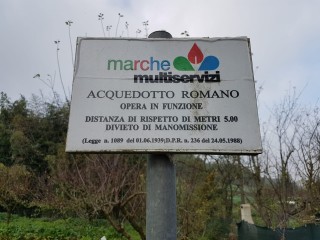 marche
multiservizi
ACQUEDOTTO ROMANO
OPERA IN FUNZIONE
DISTANZA DI RISPETTO DI METRI 5.00
DIVIETO DI MANOMISSIONE
(Legge n. 1089 del 01.06.1939;D.P.R. n. 236 del 24.05.1988)